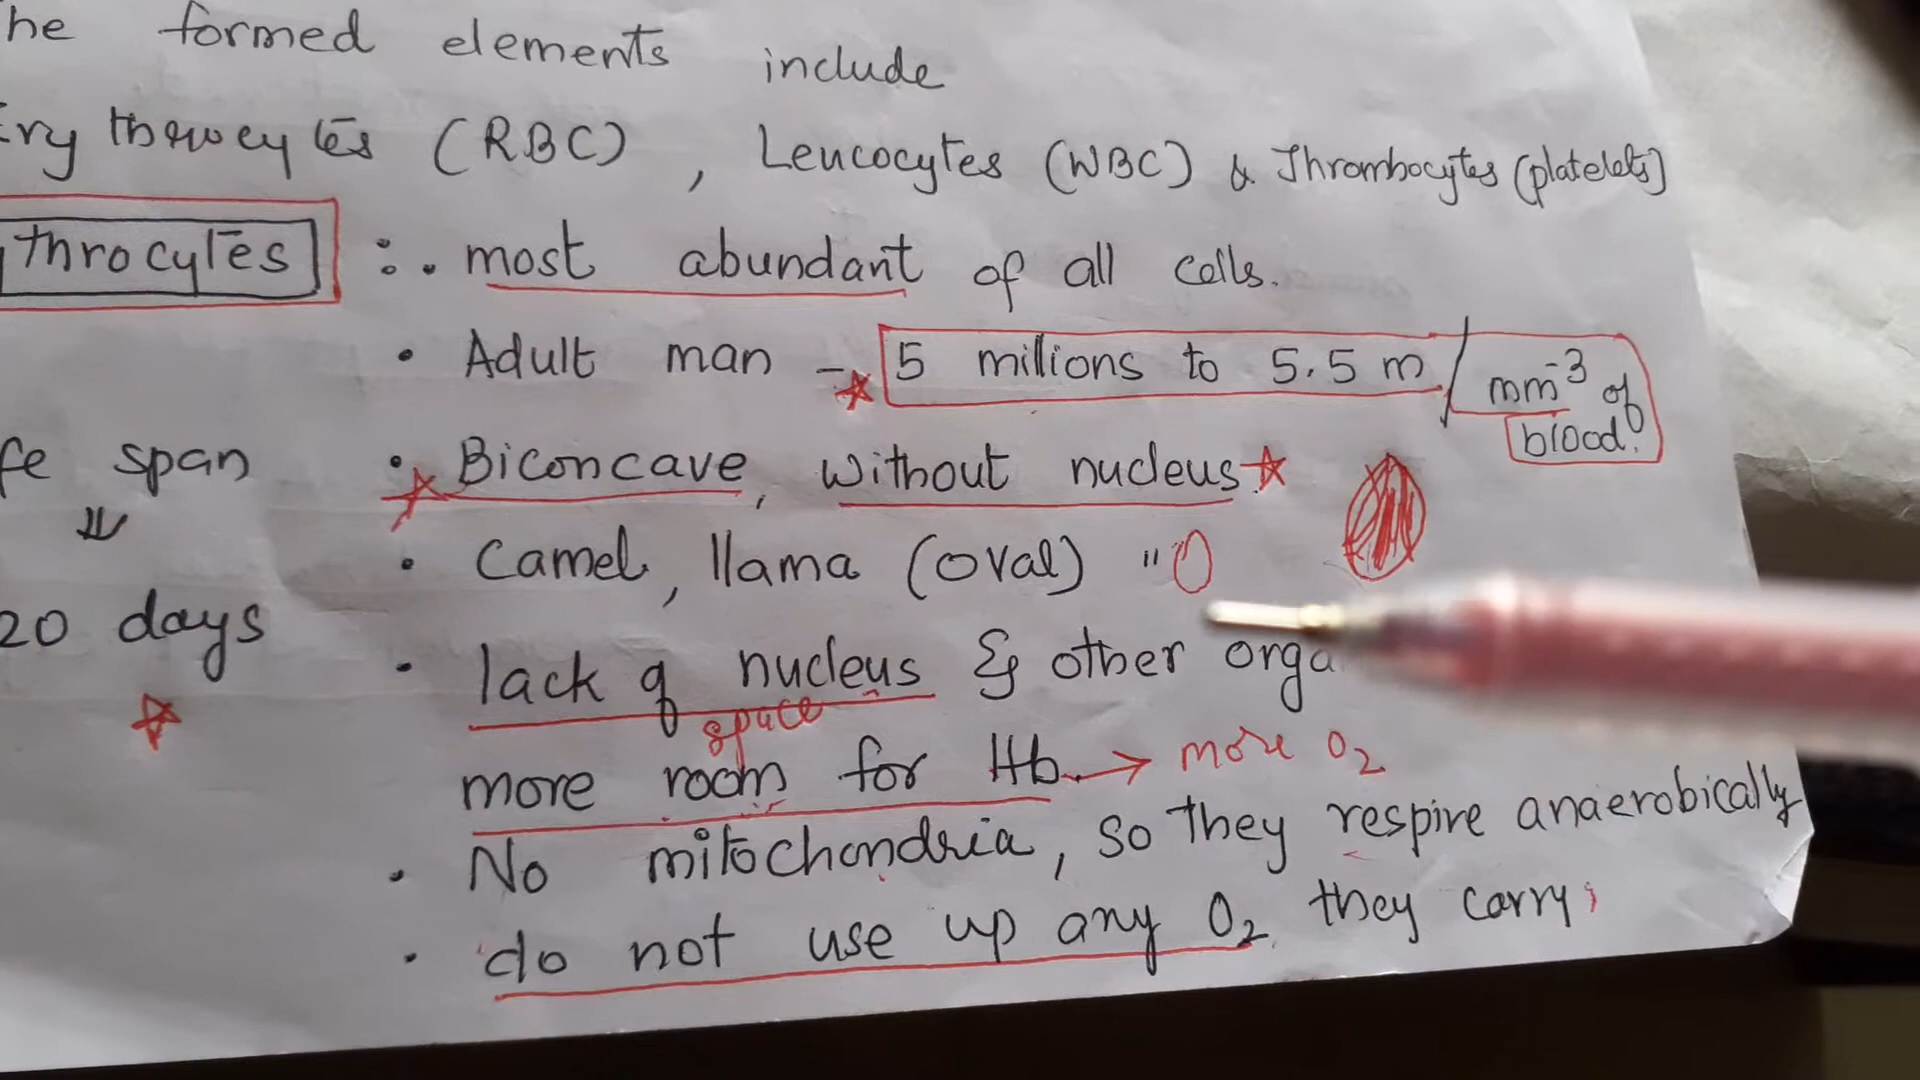 he formed elements include
Erythrocytes (RBC), Leucocytes (WBC) & Thrombocytes (platelets)
throcytes : • most abundant of all cells.
• Adult man - 5 millions to 5.5 m / mm⁻³ of
blood.
fe span
• Biconcave, without nucleus.
• Camel, llama (oval) "
20 days
• lack of nucleus & other orga
space
more room for Hb. → more O₂
• No mitochondria, so they respire anaerobically
• do not use up any O₂ they carry;